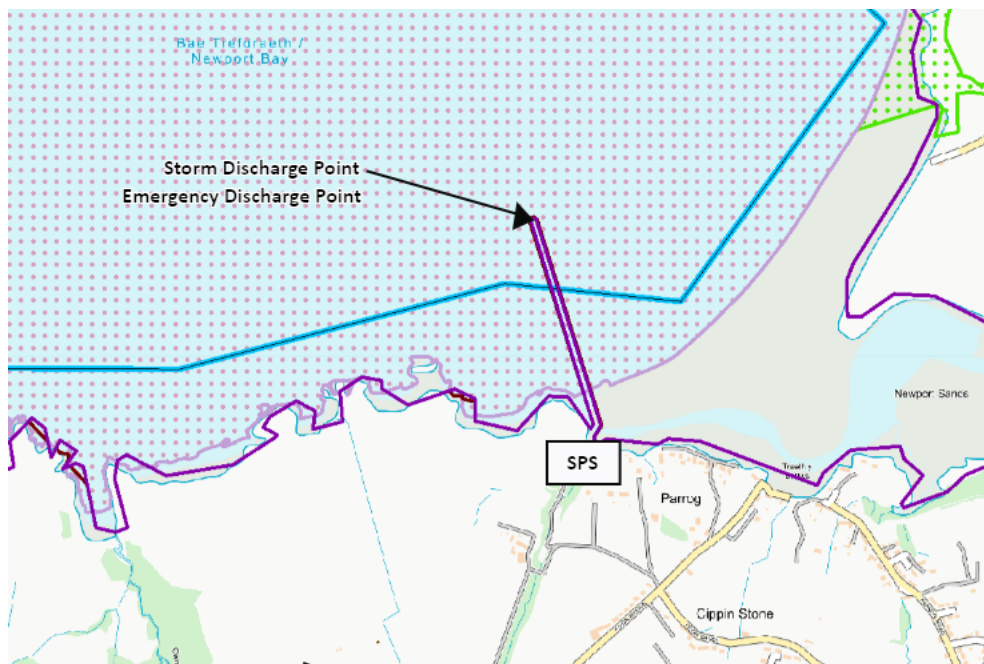 Bae Trefdraeth /
Newport Bay
Storm Discharge Point
Emergency Discharge Point
Newport Sands
SPS
Parrog
Cippin Stone